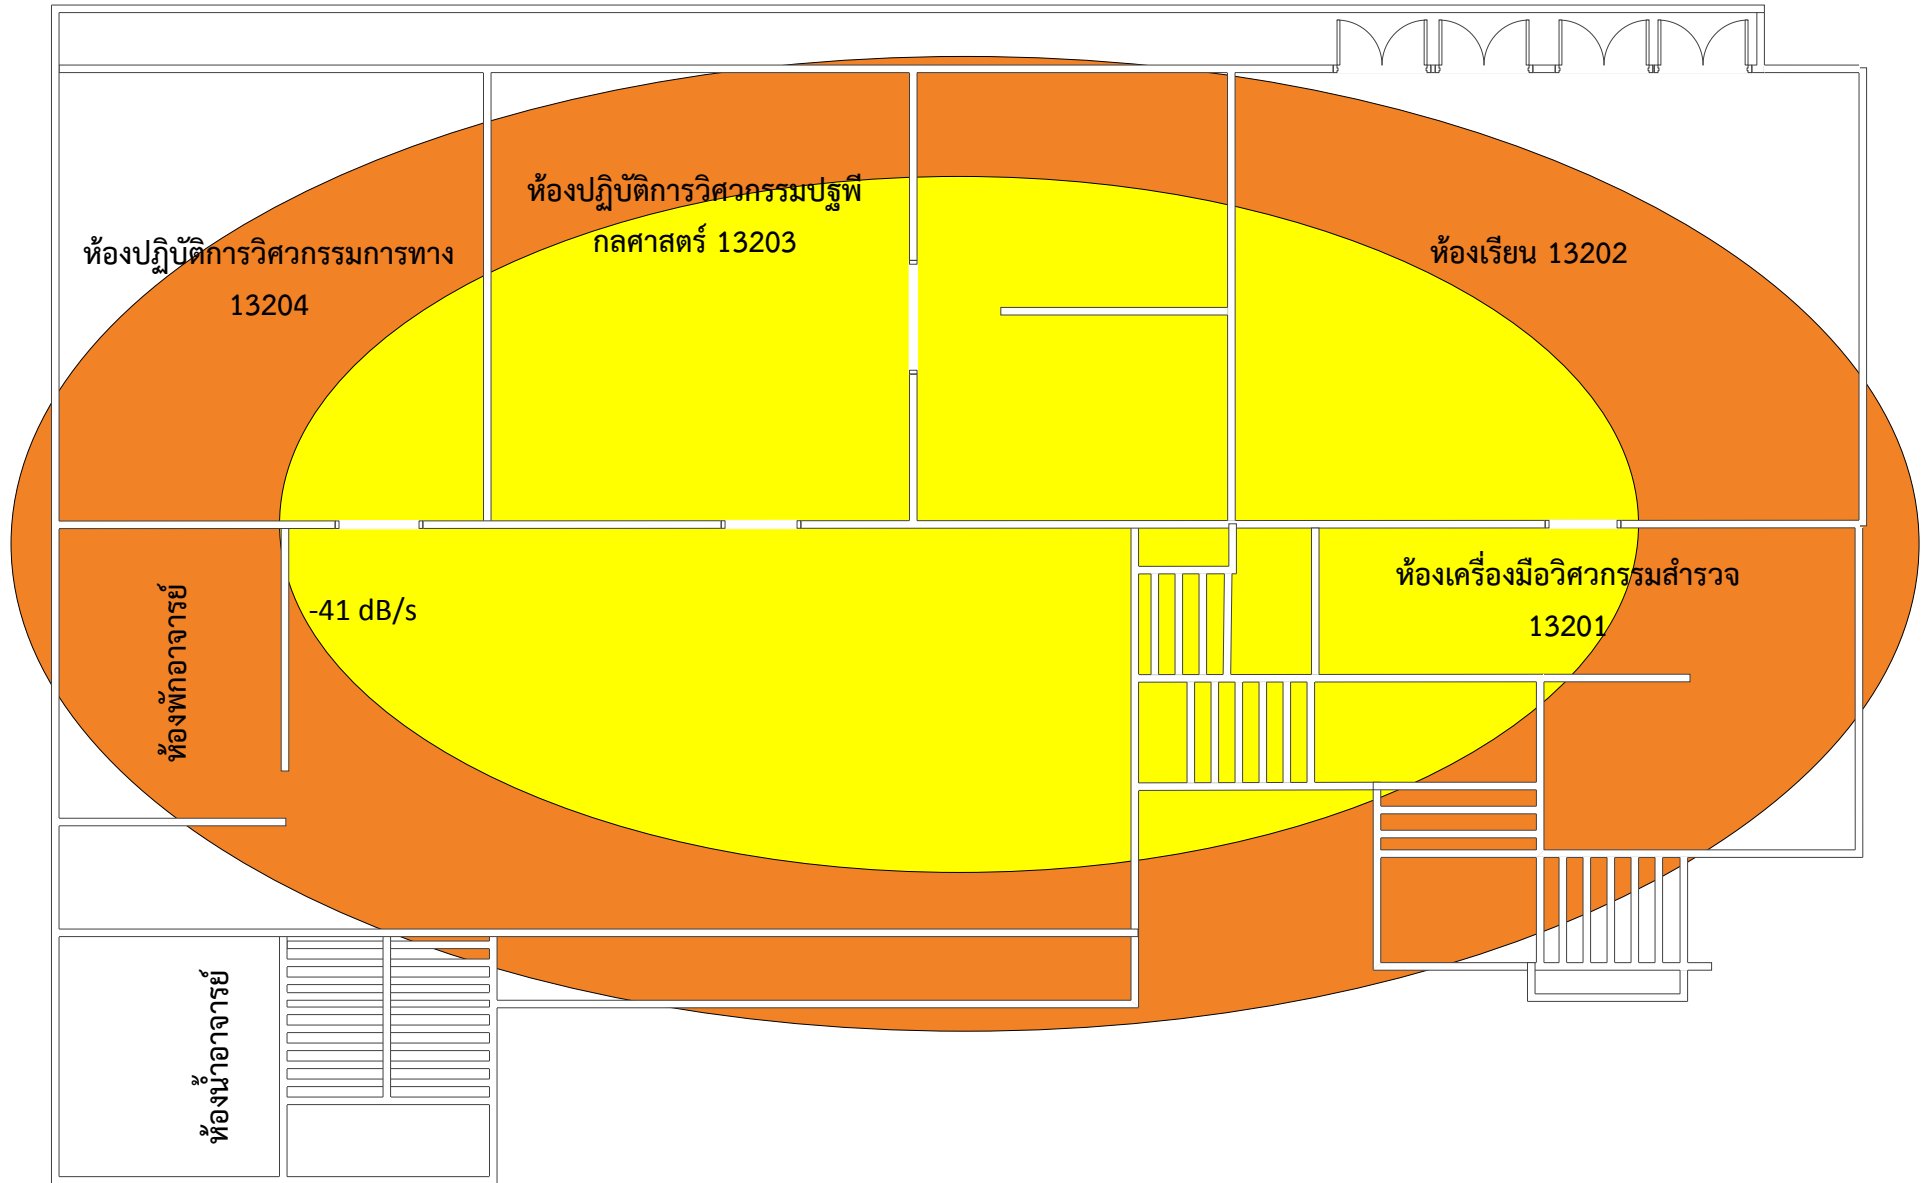 ห้องปฏิบัติการวิศวกรรมปฐพี
กลศาสตร์ 13203
ห้องปฏิบัติการวิศวกรรมการทาง
13204
ห้องเรียน 13202
ห้องเครื่องมือวิศวกรรมสำรวจ
13201
-41 dB/s
ห้องพักอาจารย์
ห้องน้ำอาจารย์